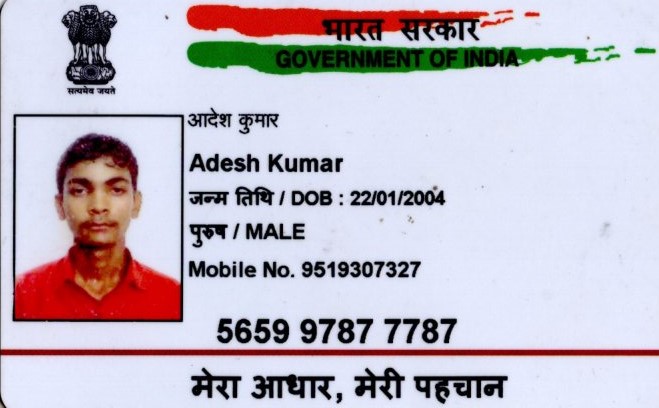 सत्यमेव जयते
भारत सरकार
GOVERNMENT OF INDIA
आदेश कुमार
Adesh Kumar
जन्म तिथि / DOB : 22/01/2004
पुरुष / MALE
Mobile No. 9519307327
5659 9787 7787
मेरा आधार, मेरी पहचान